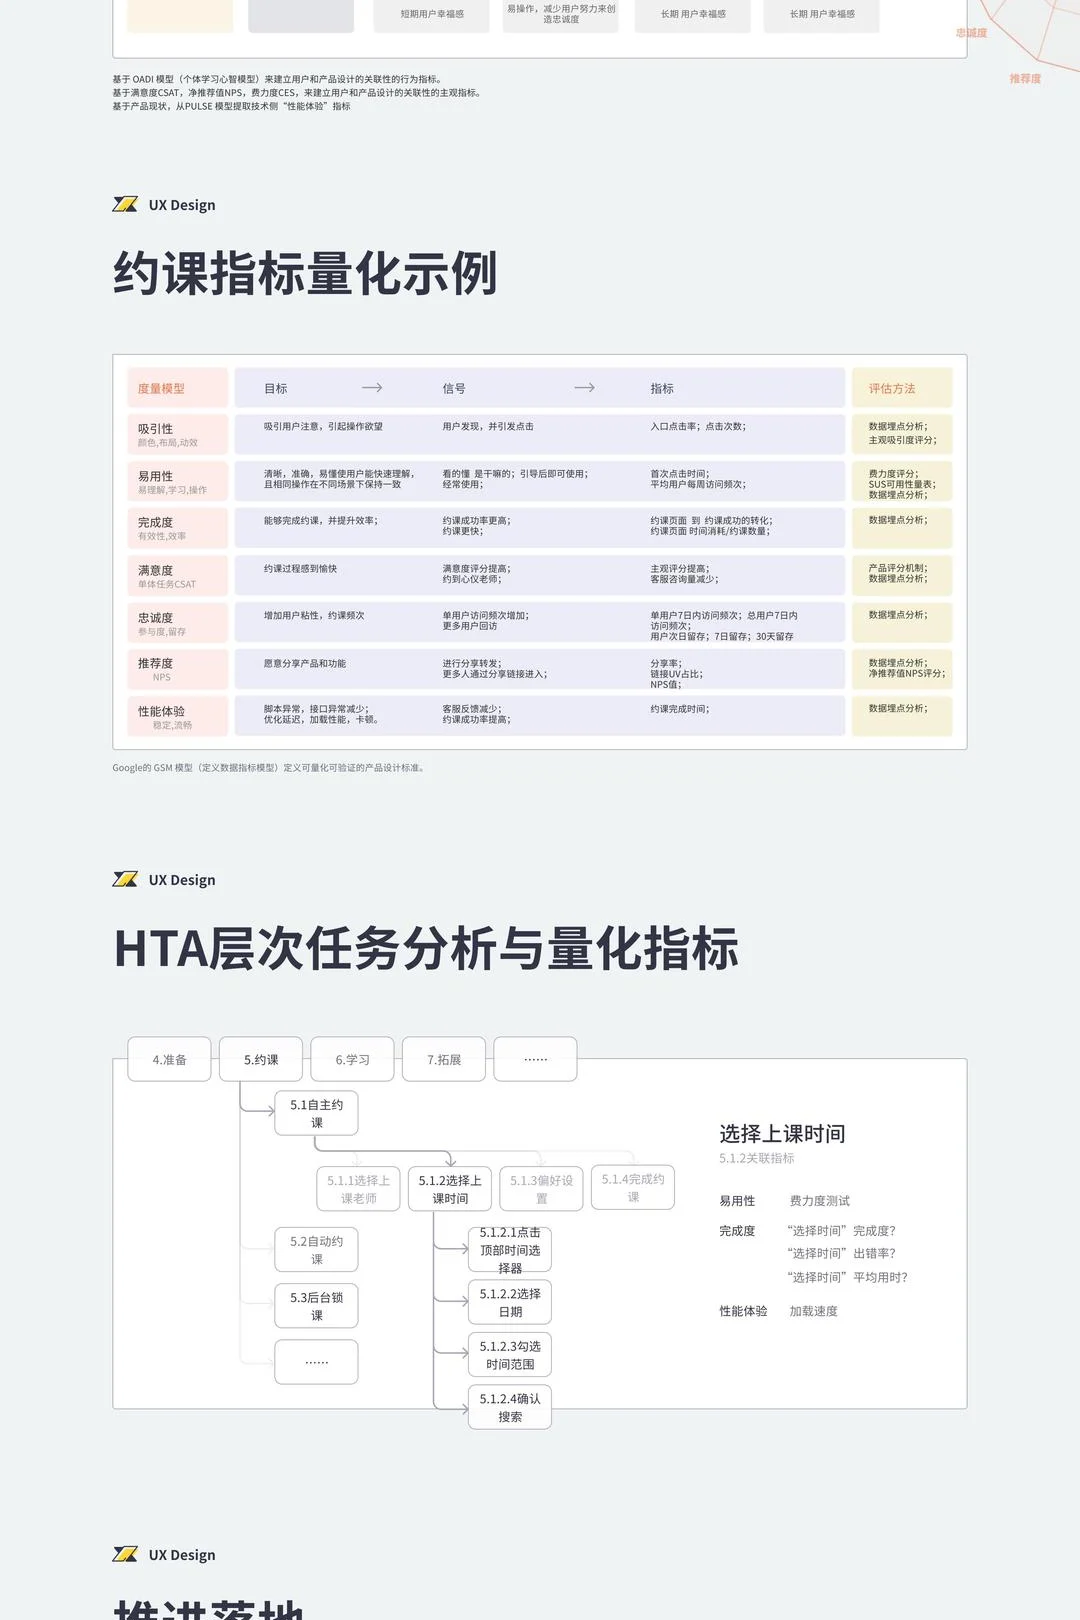 短期用户幸福感
易操作，减少用户努力来创
造忠诚度
长期 用户幸福感
长期 用户幸福感
忠诚度
推荐度
基于 OADI 模型（个体学习心智模型）来建立用户和产品设计的关联性的行为指标。
基于满意度CSAT，净推荐值NPS，费力度CES，来建立用户和产品设计的关联性的主观指标。
基于产品现状，从PULSE 模型提取技术侧“性能体验”指标
UX Design
约课指标量化示例
度量模型
目标
信号
指标
评估方法
吸引性
颜色,布局,动效
吸引用户注意，引起操作欲望
用户发现，并引发点击
入口点击率；点击次数；
数据埋点分析；
主观吸引度评分；
易用性
易理解,学习,操作
清晰，准确，易懂使用户能快速理解，
且相同操作在不同场景下保持一致
看的懂 是干嘛的；引导后即可使用；
经常使用；
首次点击时间；
平均用户每周访问频次；
费力度评分；
SUS可用性量表；
数据埋点分析；
完成度
有效性,效率
能够完成约课，并提升效率；
约课成功率更高；
约课更快；
约课页面 到 约课成功的转化；
约课页面 时间消耗/约课数量；
数据埋点分析；
满意度
单体任务CSAT
约课过程感到愉快
满意度评分提高；
约到心仪老师；
主观评分提高；
客服咨询量减少；
产品评分机制；
数据埋点分析；
忠诚度
参与度,留存
增加用户粘性，约课频次
单用户访问频次增加；
更多用户回访
单用户7日内访问频次；总用户7日内
访问频次；
用户次日留存；7日留存；30天留存
数据埋点分析；
推荐度
NPS
愿意分享产品和功能
进行分享转发；
更多人通过分享链接进入；
分享率；
链接UV占比；
NPS值；
数据埋点分析；
净推荐值NPS评分；
性能体验
稳定,流畅
脚本异常，接口异常减少；
优化延迟，加载性能，卡顿。
客服反馈减少；
约课成功率提高；
约课完成时间；
数据埋点分析；
Google的 GSM 模型（定义数据指标模型）定义可量化可验证的产品设计标准。
UX Design
HTA层次任务分析与量化指标
4.准备
5.约课
6.学习
7.拓展
……
5.1自主约
课
5.1.1选择上
课老师
5.1.2选择上
课时间
5.1.3偏好设
置
5.1.4完成约
课
5.2自动约
课
5.3后台锁
课
……
5.1.2.1点击
顶部时间选
择器
5.1.2.2选择
日期
5.1.2.3勾选
时间范围
5.1.2.4确认
搜索
选择上课时间
5.1.2关联指标
易用性
费力度测试
完成度
“选择时间”完成度？
“选择时间”出错率？
“选择时间”平均用时？
性能体验
加载速度
UX Design
推进落地